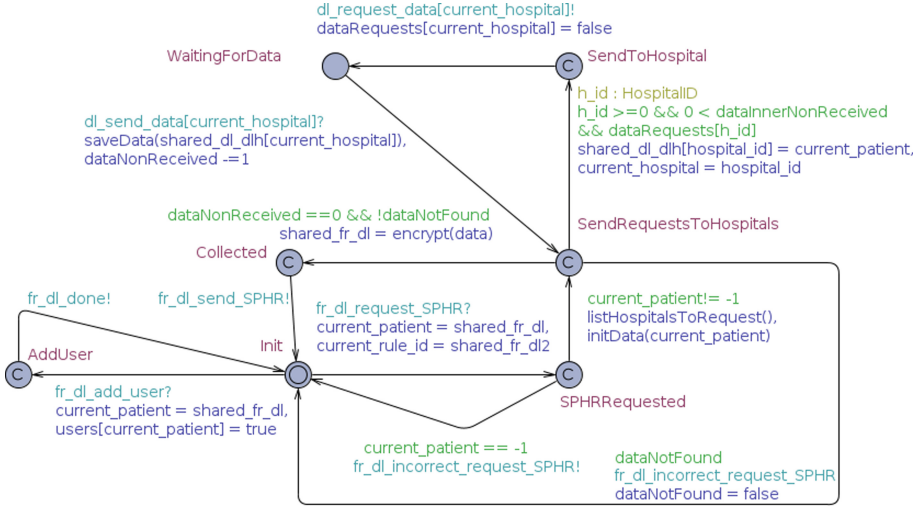 dl_request_data[current_hospital]!
dataRequests[current_hospital] = false
WaitingForData
SendToHospital
C
h_id : HospitalID
h_id >=0 && 0 < dataInnerNonReceived
&& dataRequests[h_id]
shared_dl_dlh[hospital_id] = current_patient,
current_hospital = hospital_id
dl_send_data[current_hospital]?
saveData(shared_dl_dlh[current_hospital]),
dataNonReceived -=1
dataNonReceived ==0 && !dataNotFound
shared_fr_dl = encrypt(data)
SendRequestsToHospitals
Collected
C
C
fr_dl_done!
fr_dl_send_SPHR!
fr_dl_request_SPHR?
current_patient = shared_fr_dl,
current_rule_id = shared_fr_dl2
current_patient!= -1
listHospitalsToRequest(),
initData(current_patient)
AddUser
Init
C
C
SPHRRequested
fr_dl_add_user?
current_patient = shared_fr_dl,
users[current_patient] = true
current_patient == -1
fr_dl_incorrect_request_SPHR!
dataNotFound
fr_dl_incorrect_request_SPHR
dataNotFound = false